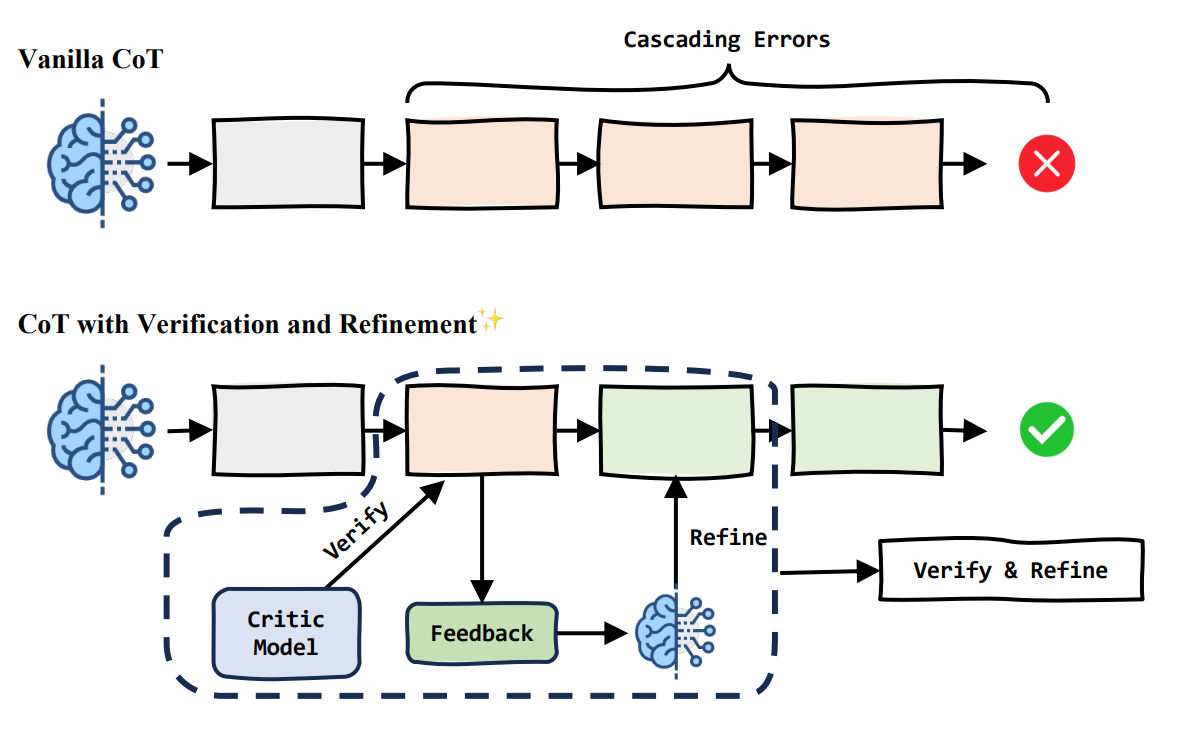 Cascading Errors
Vanilla CoT
CoT with Verification and Refinement✨
Verify
Refine
Verify & Refine
Critic
Model
Feedback